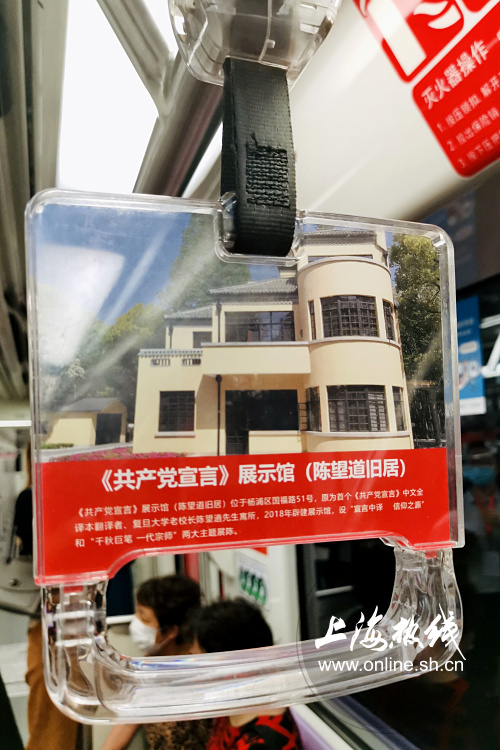 灭火器操作
《共产党宣言》展示馆（陈望道旧居）
《共产党宣言》展示馆（陈望道旧居）位于杨浦区国福路51号，原为首个《共产党宣言》中文全
译本翻译者、复旦大学老校长陈望道先生寓所，2018年辟建展示馆，设“宣言中译 信仰之源”
和“千秋巨笔 一代宗师”两大主题展陈。
上海热线
www.online.sh.cn